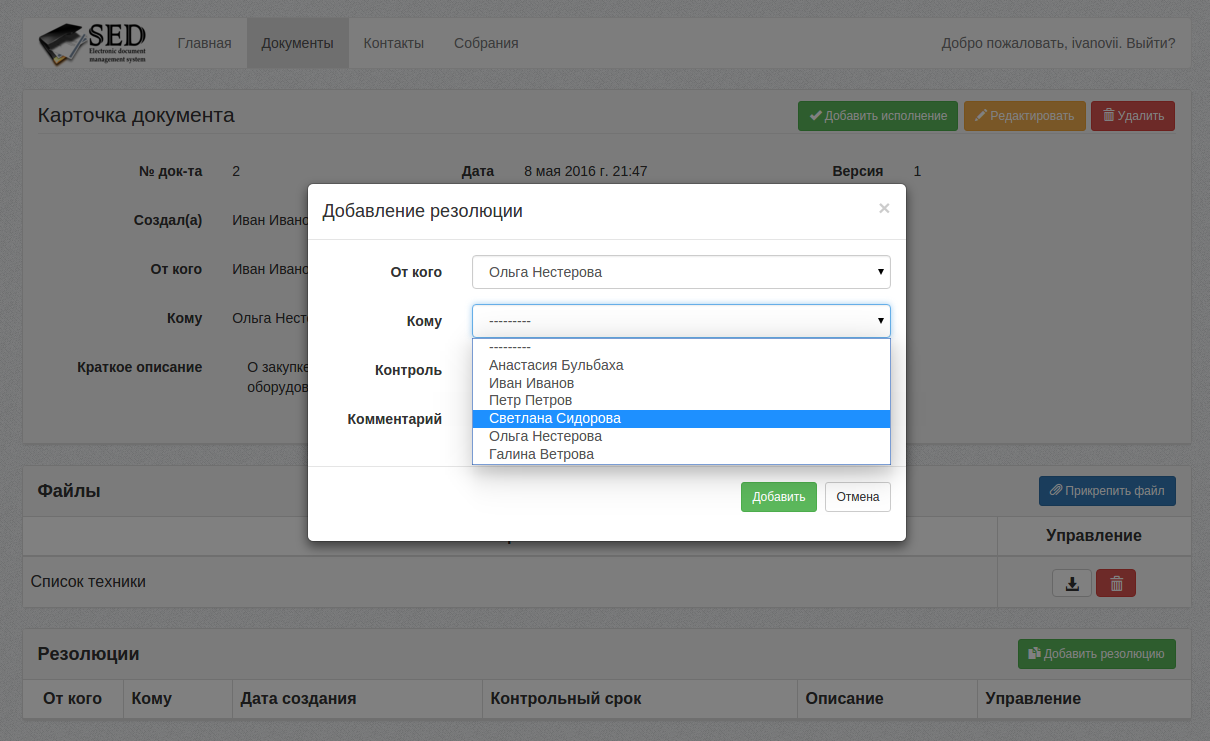 SED
Electronic document
management system
Главная Документы Контакты Собрания Добро пожаловать, ivanovii. Выйти?
Карточка документа Добавить исполнение Редактировать Удалить
№ док-та 2 Дата 8 мая 2016 г. 21:47 Версия 1
Добавление резолюции ×
Создал(а) Иван Ивано
От кого Иван Ивано
От кого Ольга Нестерова
Кому Ольга Нест
Кому ---------
---------
Краткое описание О закупке
оборудов
Контроль
Комментарий
Анастасия Бульбаха
Иван Иванов
Петр Петров
Светлана Сидорова
Ольга Нестерова
Галина Ветрова
Добавить Отмена
Файлы Прикрепить файл
Управление
Список техники
Резолюции Добавить резолюцию
От кого Кому Дата создания Контрольный срок Описание Управление